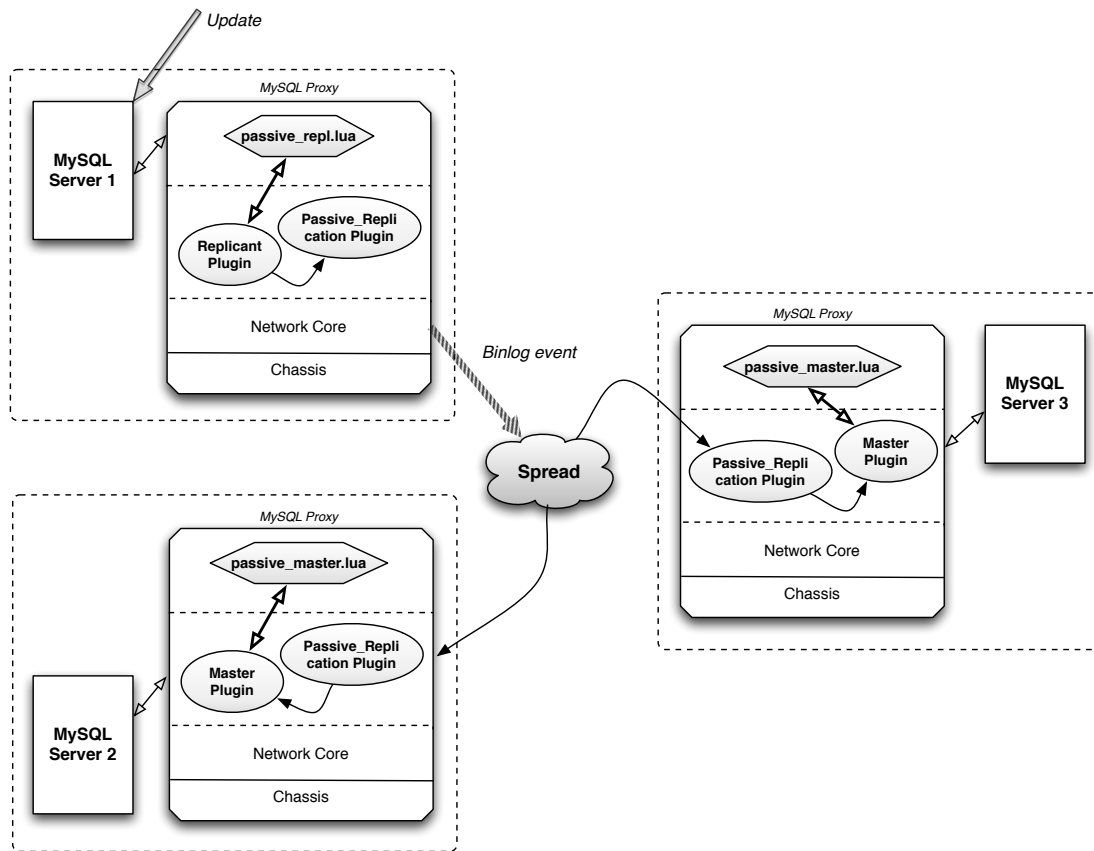 Update
MySQL Proxy
MySQL
Server 1
passive_repl.lua
Passive_Repli
cation Plugin
Replicant
Plugin
Network Core
Chassis
Binlog event
Spread
MySQL Proxy
passive_master.lua
MySQL
Server 3
Master
Plugin
Passive_Repli
cation Plugin
Network Core
Chassis
MySQL Proxy
passive_master.lua
Passive_Repli
cation Plugin
Master
Plugin
MySQL
Server 2
Network Core
Chassis